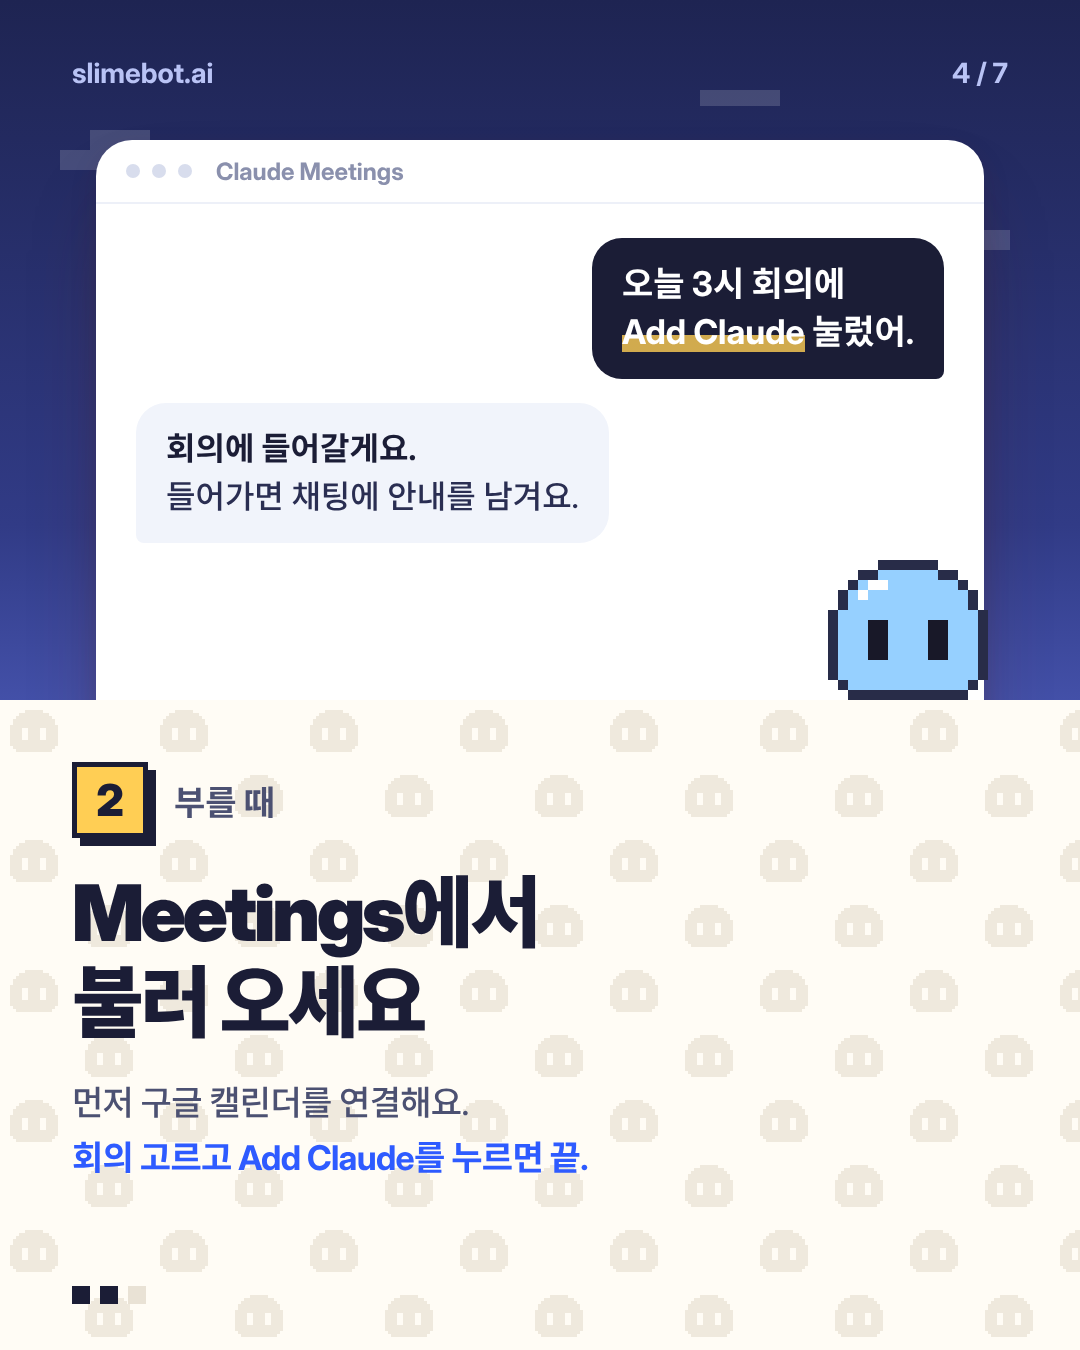 slimebot.ai
4 / 7
Claude Meetings
오늘 3시 회의에
Add Claude 눌렀어.
회의에 들어갈게요.
들어가면 채팅에 안내를 남겨요.
2
부를 때
Meetings에서
불러 오세요
먼저 구글 캘린더를 연결해요.
회의 고르고 Add Claude를 누르면 끝.